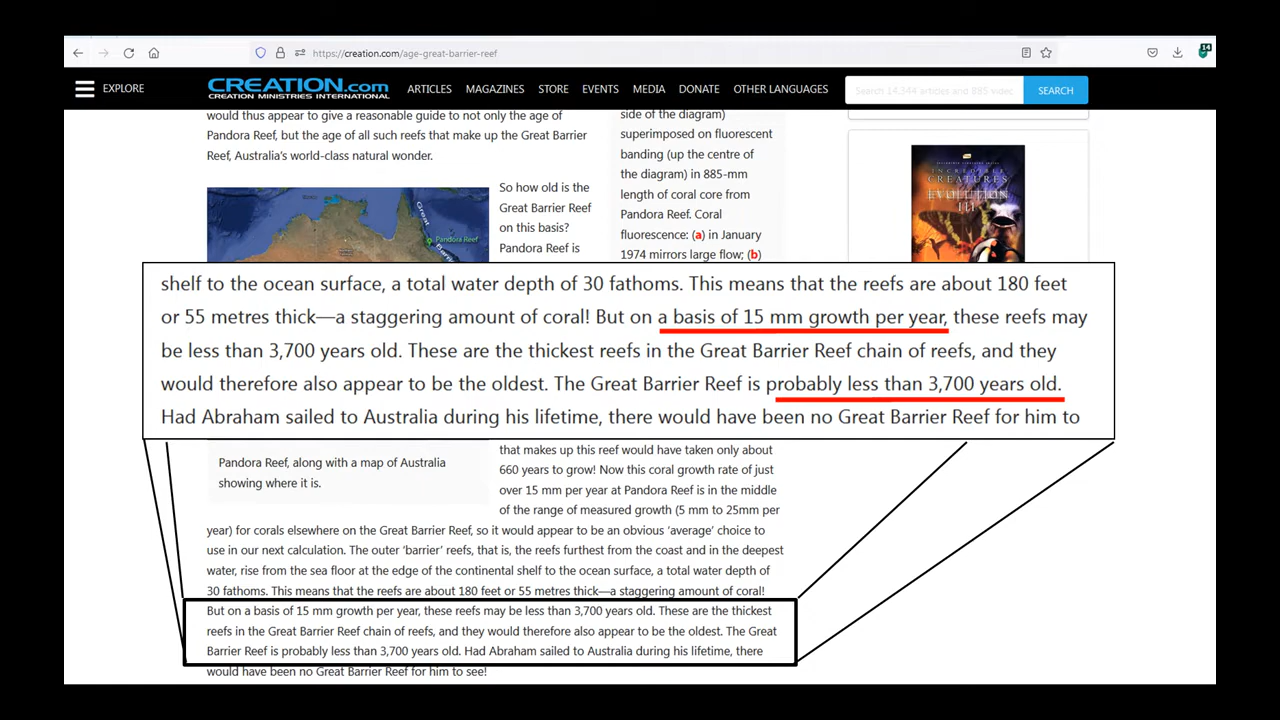 14
https://creation.com/age-great-barrier-reef
EXPLORE
CREATION.com
CREATION MINISTRIES INTERNATIONAL
ARTICLES
MAGAZINES
STORE
EVENTS
MEDIA
DONATE
OTHER LANGUAGES
Search 14,344 articles and 885 videos
SEARCH
would thus appear to give a reasonable guide to not only the age of
Pandora Reef, but the age of all such reefs that make up the Great Barrier
Reef, Australia's world-class natural wonder.
Great
Barri
Pandora Reef
So how old is the
Great Barrier Reef
on this basis?
Pandora Reef is
side of the diagram)
superimposed on fluorescent
banding (up the centre of
the diagram) in 885-mm
length of coral core from
Pandora Reef. Coral
fluorescence: (a) in January
1974 mirrors large flow; (b)
INCREDIBLE
CREATURES
EVOLUTION
III
shelf to the ocean surface, a total water depth of 30 fathoms. This means that the reefs are about 180 feet
or 55 metres thick—a staggering amount of coral! But on a basis of 15 mm growth per year, these reefs may
be less than 3,700 years old. These are the thickest reefs in the Great Barrier Reef chain of reefs, and they
would therefore also appear to be the oldest. The Great Barrier Reef is probably less than 3,700 years old.
Had Abraham sailed to Australia during his lifetime, there would have been no Great Barrier Reef for him to
Pandora Reef, along with a map of Australia
showing where it is.
that makes up this reef would have taken only about
660 years to grow! Now this coral growth rate of just
over 15 mm per year at Pandora Reef is in the middle
of the range of measured growth (5 mm to 25mm per
year) for corals elsewhere on the Great Barrier Reef, so it would appear to be an obvious 'average' choice to
use in our next calculation. The outer 'barrier' reefs, that is, the reefs furthest from the coast and in the deepest
water, rise from the sea floor at the edge of the continental shelf to the ocean surface, a total water depth of
30 fathoms. This means that the reefs are about 180 feet or 55 metres thick—a staggering amount of coral!
But on a basis of 15 mm growth per year, these reefs may be less than 3,700 years old. These are the thickest
reefs in the Great Barrier Reef chain of reefs, and they would therefore also appear to be the oldest. The Great
Barrier Reef is probably less than 3,700 years old. Had Abraham sailed to Australia during his lifetime, there
would have been no Great Barrier Reef for him to see!